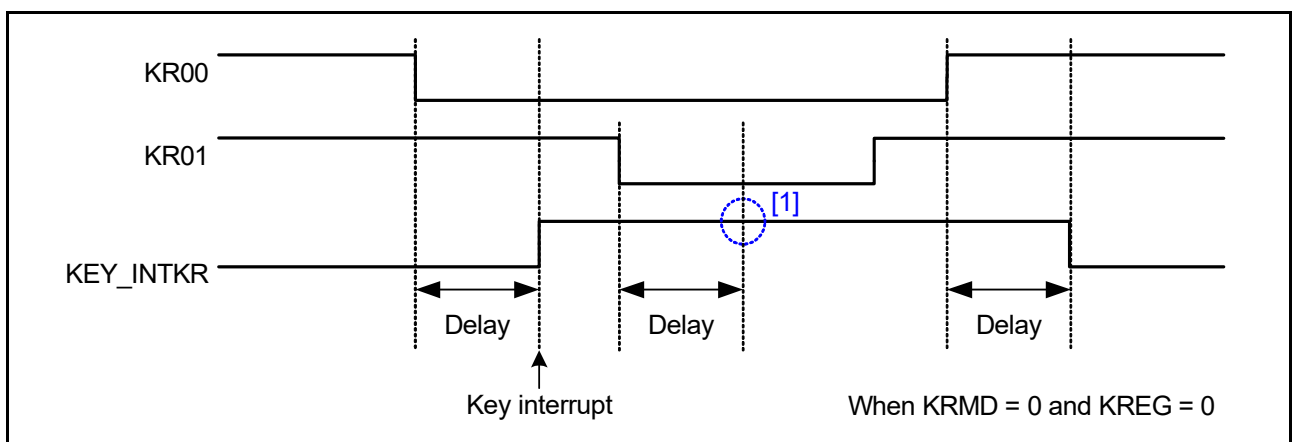 KR00
KR01
[1]
KEY_INTKR
Delay Delay Delay
Key interrupt When KRMD = 0 and KREG = 0